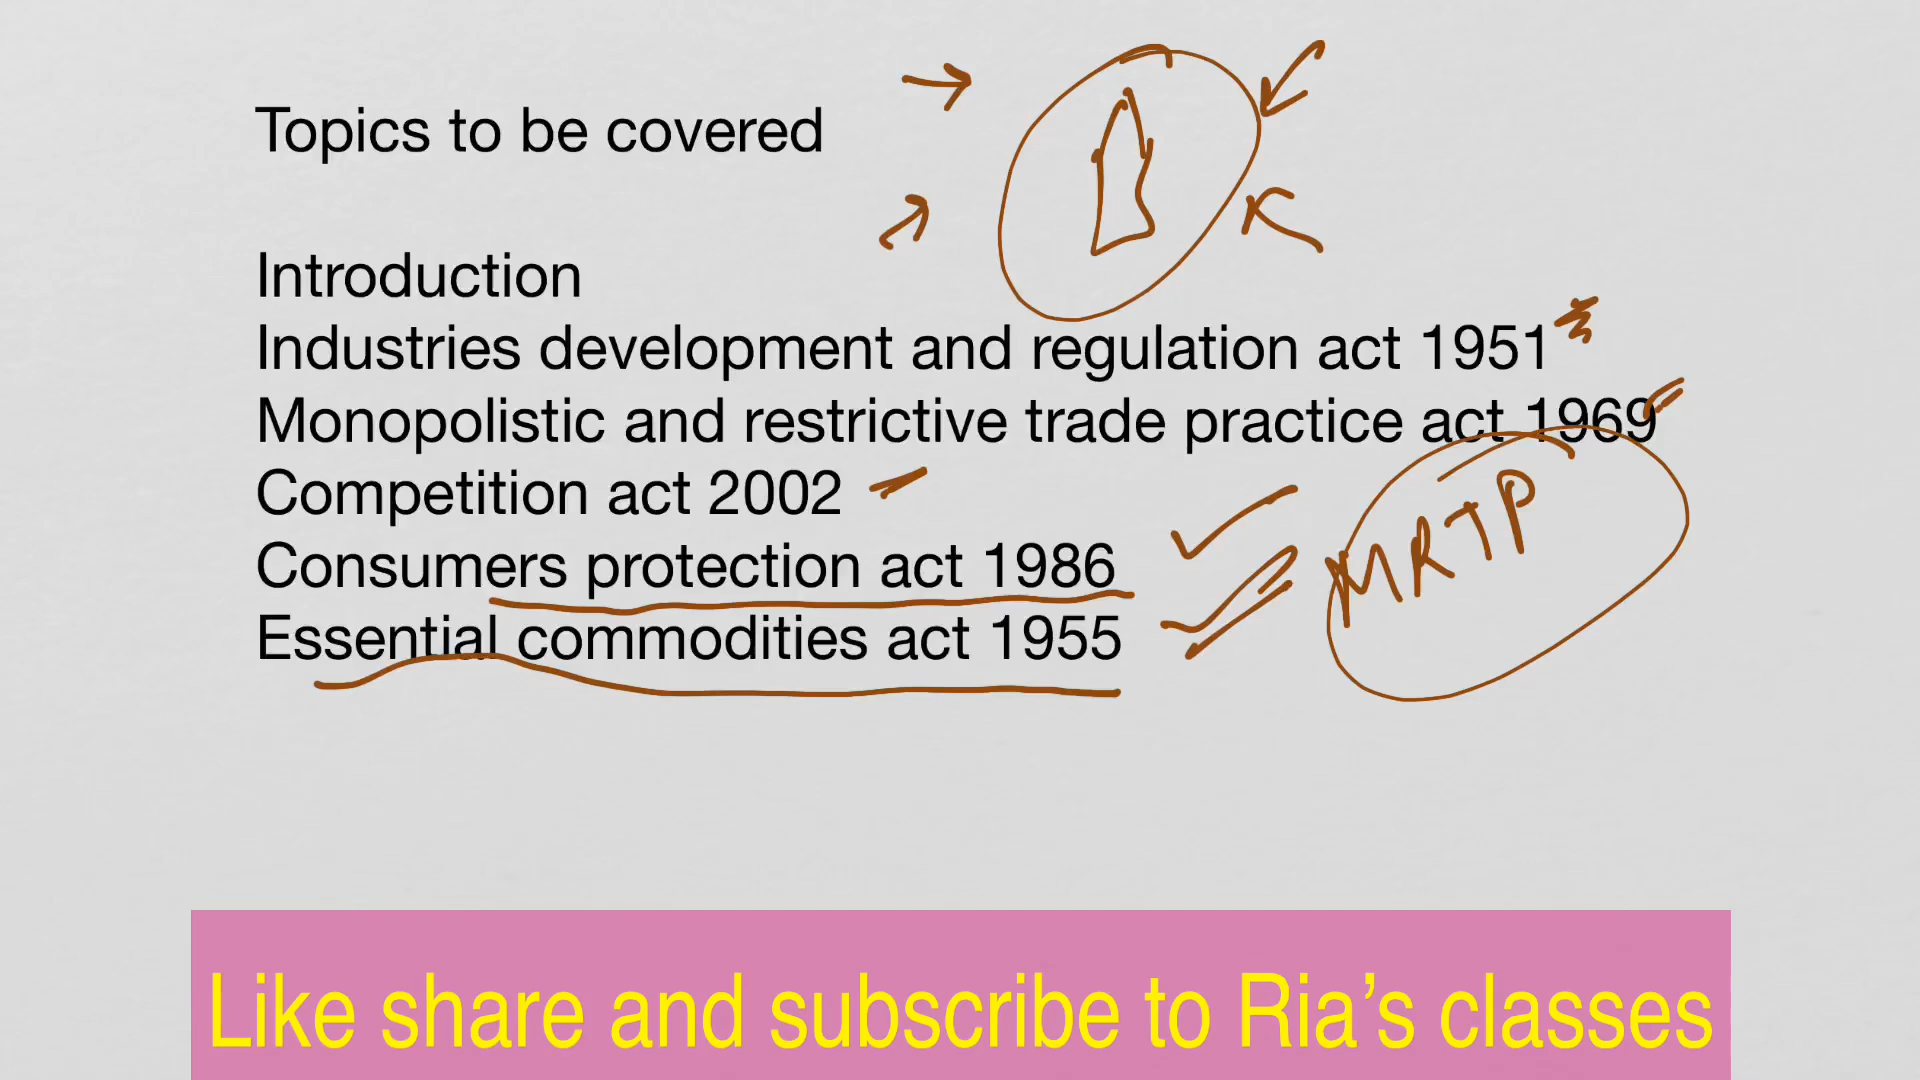 Topics to be covered
Introduction
Industries development and regulation act 1951
Monopolistic and restrictive trade practice act 1969
Competition act 2002
Consumers protection act 1986
MRTP
Essential commodities act 1955
Like share and subscribe to Ria’s classes